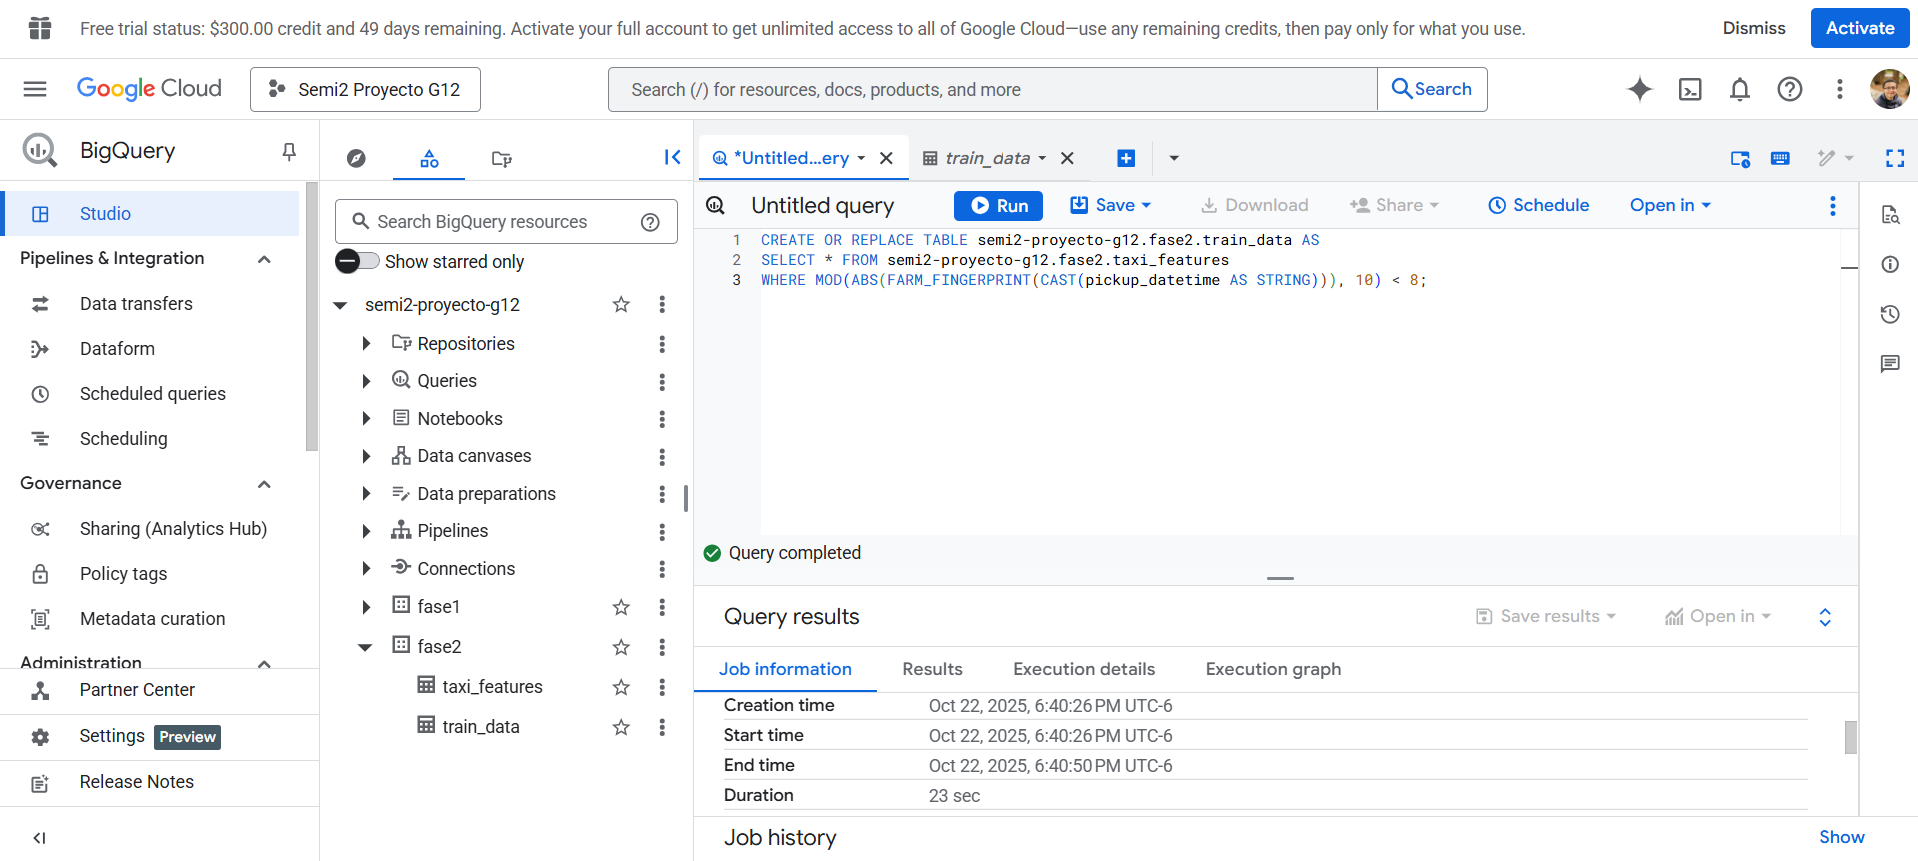 Free trial status: $300.00 credit and 49 days remaining. Activate your full account to get unlimited access to all of Google Cloud—use any remaining credits, then pay only for what you use.
Dismiss
Activate
Google Cloud
Semi2 Proyecto G12
Search (/) for resources, docs, products, and more
Search
BigQuery
Studio
Pipelines & Integration
Data transfers
Dataform
Scheduled queries
Scheduling
Governance
Sharing (Analytics Hub)
Policy tags
Metadata curation
Administration
Partner Center
Settings Preview
Release Notes
Search BigQuery resources
Show starred only
semi2-proyecto-g12
Repositories
Queries
Notebooks
Data canvases
Data preparations
Pipelines
Connections
fase1
fase2
taxi_features
train_data
*Untitled...ery
train_data
Untitled query
Run
Save
Download
Share
Schedule
Open in
1 CREATE OR REPLACE TABLE semi2-proyecto-g12.fase2.train_data AS
2 SELECT * FROM semi2-proyecto-g12.fase2.taxi_features
3 WHERE MOD(ABS(FARM_FINGERPRINT(CAST(pickup_datetime AS STRING))), 10) < 8;
Query completed
Query results
Save results
Open in
Job information
Results
Execution details
Execution graph
Creation time Oct 22, 2025, 6:40:26 PM UTC-6
Start time Oct 22, 2025, 6:40:26 PM UTC-6
End time Oct 22, 2025, 6:40:50 PM UTC-6
Duration 23 sec
Job history
Show